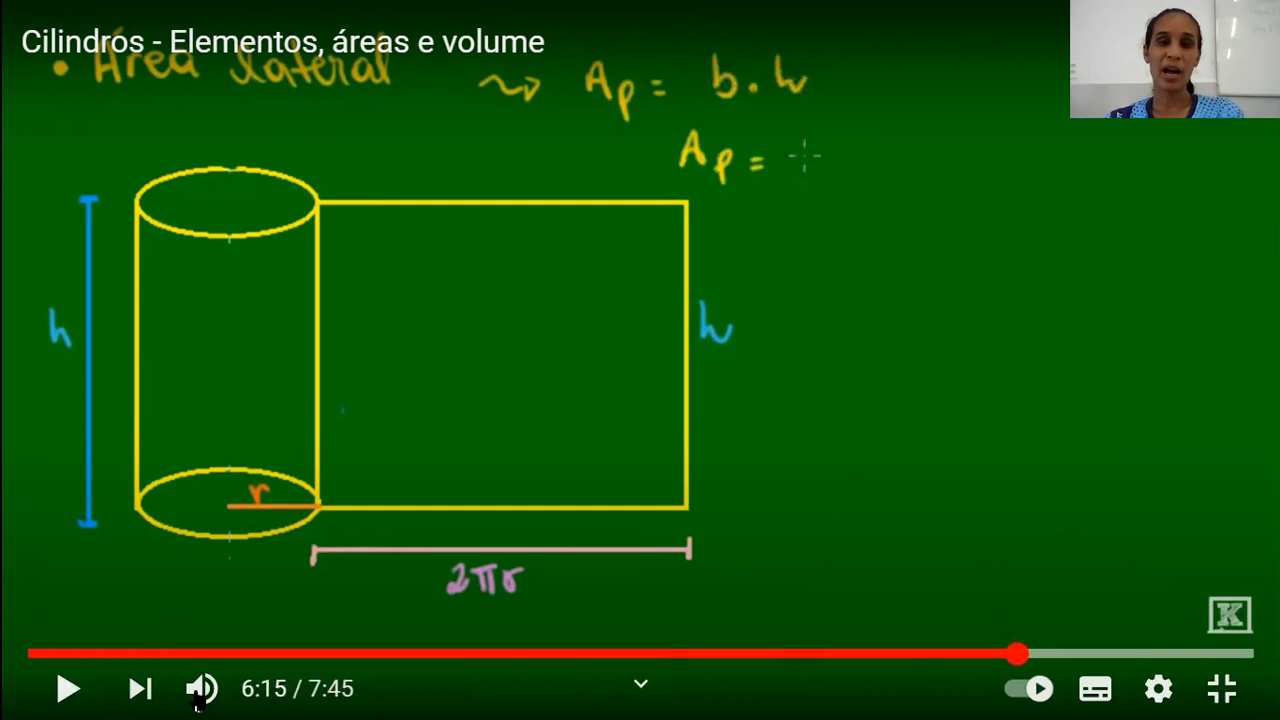 Cilindros - Elementos, áreas e volume
• Área lateral ⇝ Ap = b . h
Ap =
h
h
r
2πr
K
6:15 / 7:45